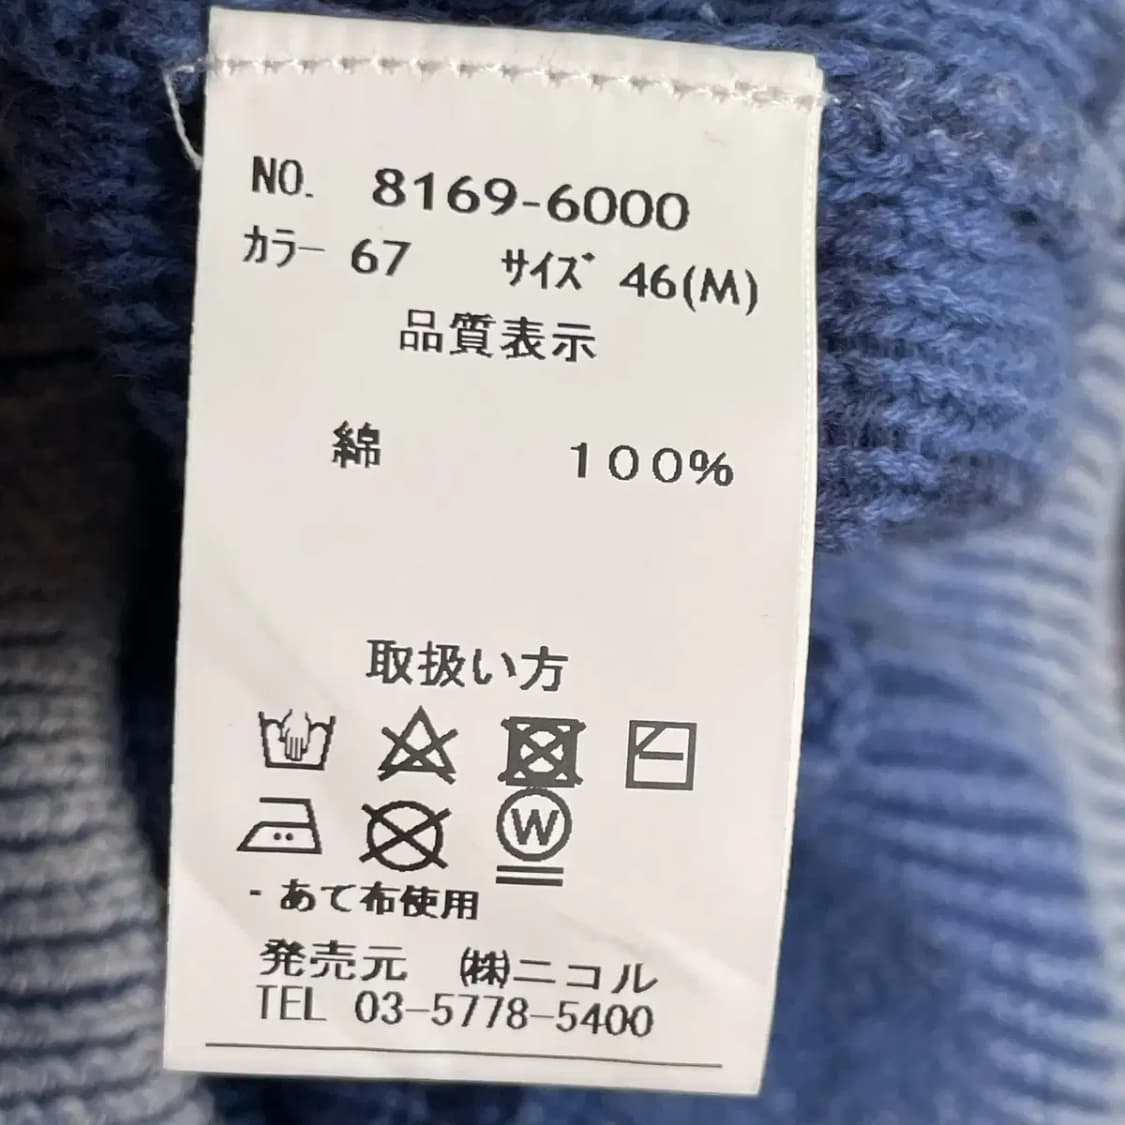 NO. 8169-6000
カラー 67 サイズ 46(M)
品質表示
綿 100%
取扱い方
W
- あて布使用
発売元 ㈱ニコル
TEL 03-5778-5400